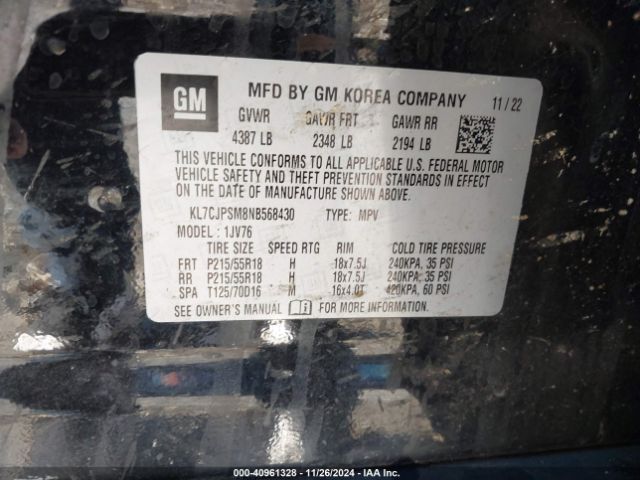 GM MFD BY GM KOREA COMPANY 11/22
GVWR GAWR FRT GAWR RR
4387 LB 2348 LB 2194 LB
THIS VEHICLE CONFORMS TO ALL APPLICABLE U.S. FEDERAL MOTOR
VEHICLE SAFETY AND THEFT PREVENTION STANDARDS IN EFFECT
ON THE DATE OF MANUFACTURE SHOWN ABOVE.
KL7CJPSM8NB568430 TYPE: MPV
MODEL: 1JV76
TIRE SIZE SPEED RTG RIM COLD TIRE PRESSURE
FRT P215/55R18 H 18x7.5J 240KPA, 35 PSI
RR P215/55R18 H 18x7.5J 240KPA, 35 PSI
SPA T125/70D16 M 16x4.0T 420KPA, 60 PSI
SEE OWNER'S MANUAL FOR MORE INFORMATION.
000-40961328 - 11/26/2024 - IAA Inc.